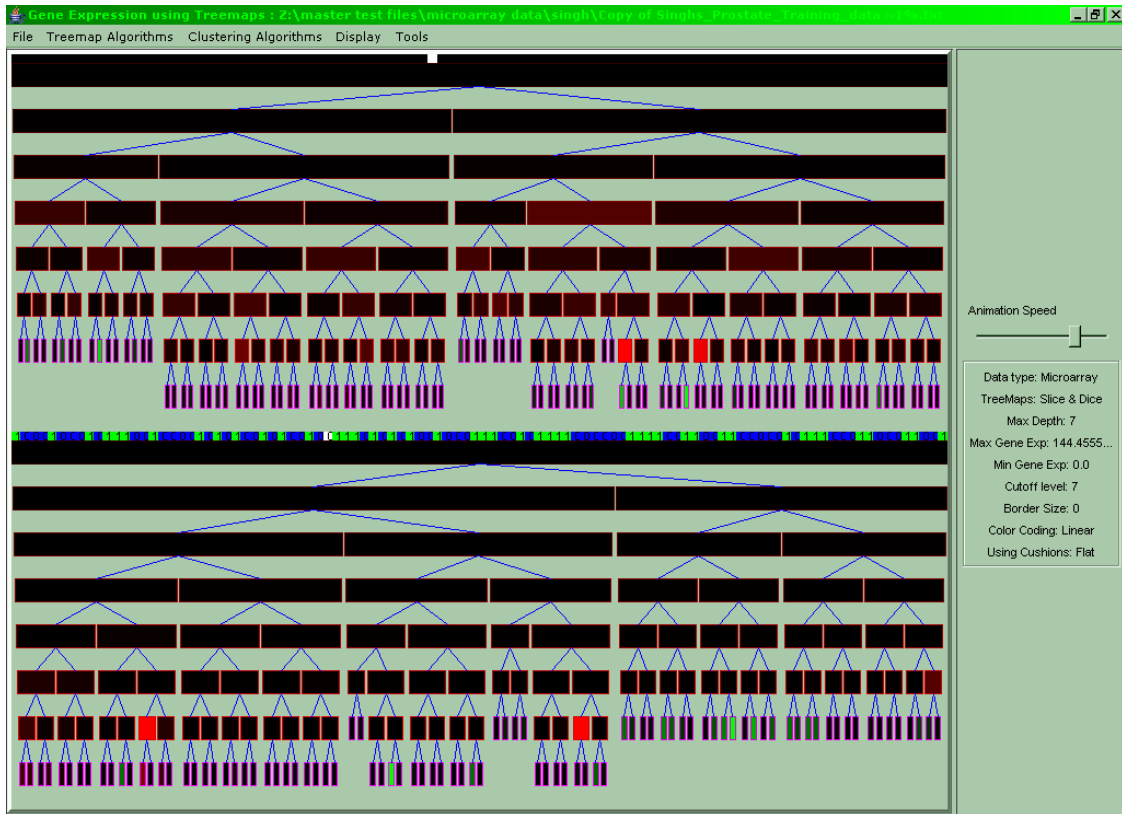 Gene Expression using Treemaps : Z:\master test files\microarray data\singh\Copy of Singhs_Prostate_Training_data
File Treemap Algorithms Clustering Algorithms Display Tools
Animation Speed
Data type: Microarray
TreeMaps: Slice & Dice
Max Depth: 7
Max Gene Exp: 144.4555...
Min Gene Exp: 0.0
Cutoff level: 7
Border Size: 0
Color Coding: Linear
Using Cushions: Flat